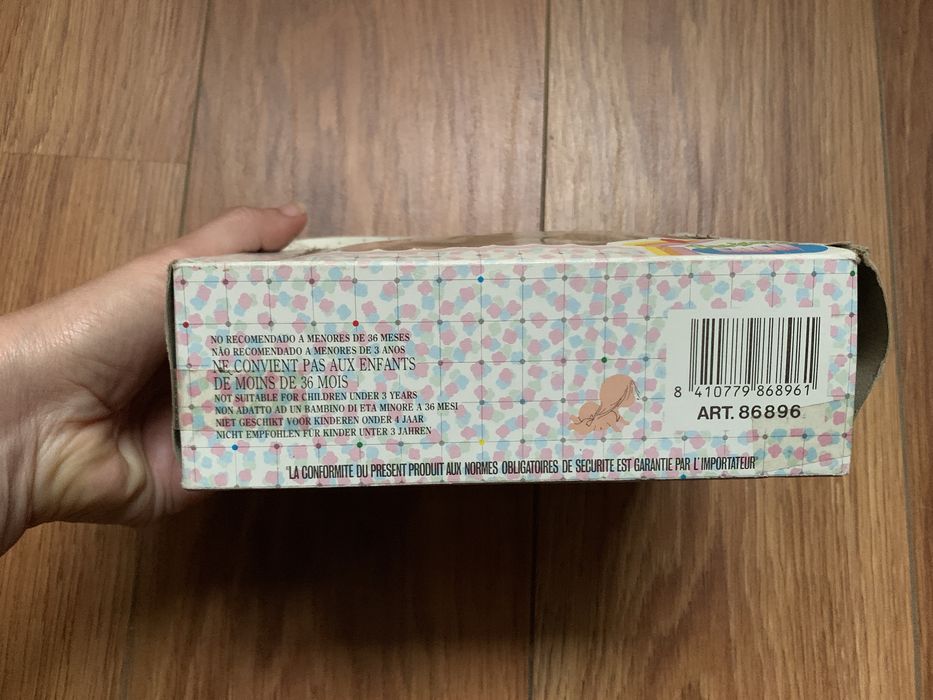 NO RECOMENDADO A MENORES DE 36 MESES
NÃO RECOMENDADO A MENORES DE 3 ANOS
NE CONVIENT PAS AUX ENFANTS
DE MOINS DE 36 MOIS
NOT SUITABLE FOR CHILDREN UNDER 3 YEARS
NON ADATTO AD UN BAMBINO DI ETA MINORE A 36 MESI
NIET GESCHIKT VOOR KINDEREN ONDER 4 JAAR
NICHT EMPFOHLEN FÜR KINDER UNTER 3 JAHREN
"LA CONFORMITE DU PRESENT PRODUIT AUX NORMES OBLIGATOIRES DE SECURITE EST GARANTIE PAR L'IMPORTATEUR"
8 410779 868961
ART. 86896